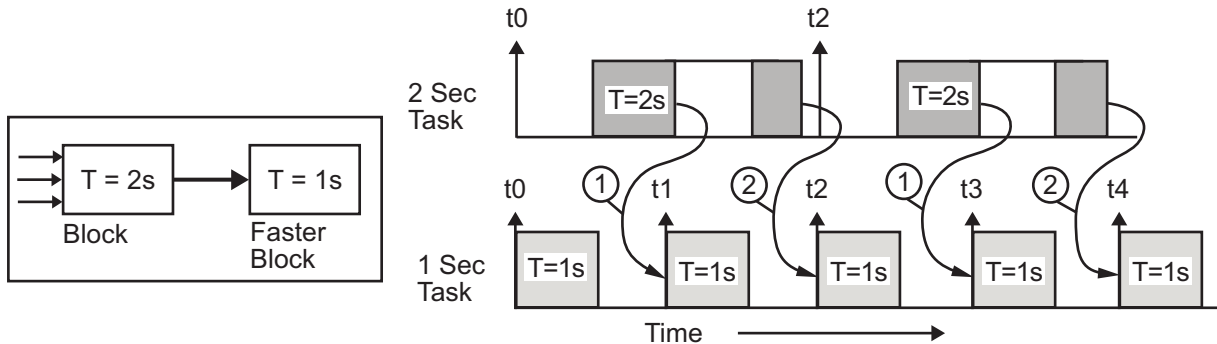 T = 2s
T = 1s
Block
Faster
Block
t0
t2
2 Sec
Task
T=2s
T=2s
1
2
1
2
t0
t1
t2
t3
t4
1 Sec
Task
T=1s
T=1s
T=1s
T=1s
T=1s
Time